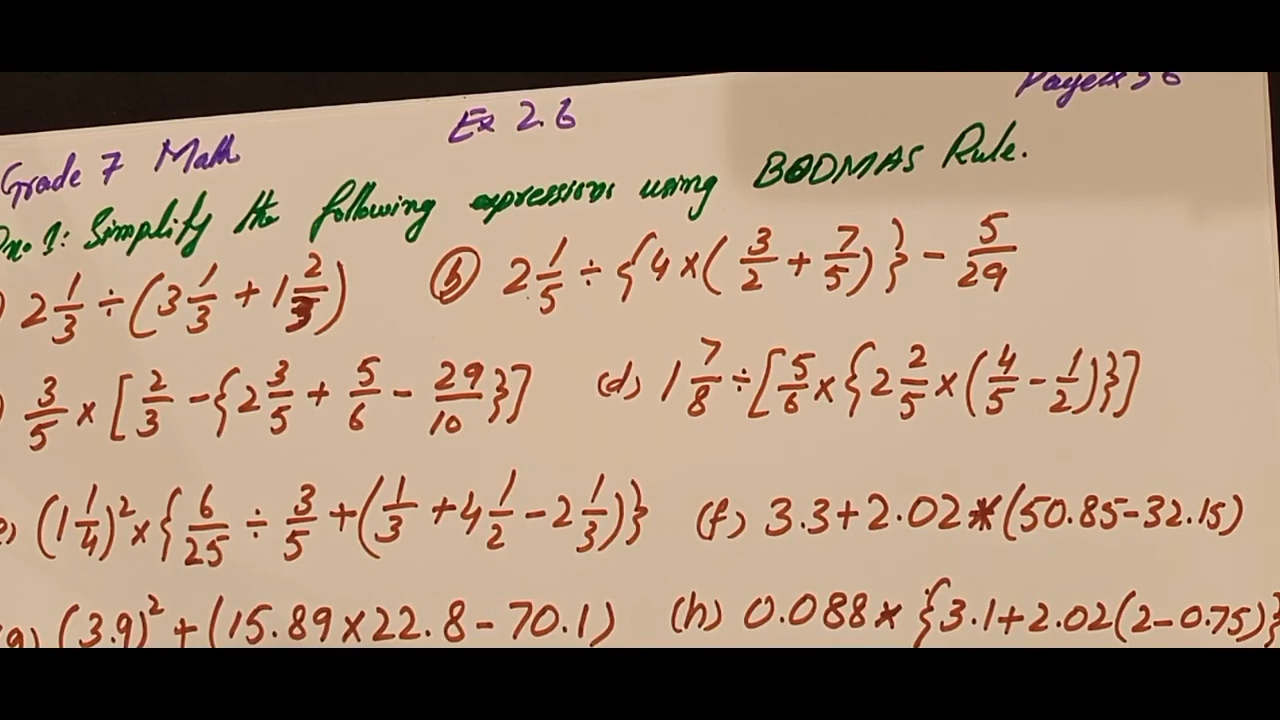 Grade 7 Math Ex 2.6
Simplify the following expressions using BODMAS Rule.
2 1/3 ÷ (3 1/3 + 1 2/3) (b) 2 1/5 ÷ {4 × (3/2 + 7/5)} - 5/29
3/5 × [2/3 - {2 3/5 + 5/6 - 29/10}] (d) 1 7/8 ÷ [5/6 × {2 2/5 × (4/5 - 1/2)}]
(1 1/4)² × {6/25 ÷ 3/5 + (1/3 + 4 1/2 - 2 1/3)} (f) 3.3+2.02*(50.85-32.15)
(3.9)² + (15.89×22.8-70.1) (h) 0.088× {3.1+2.02(2-0.75)}